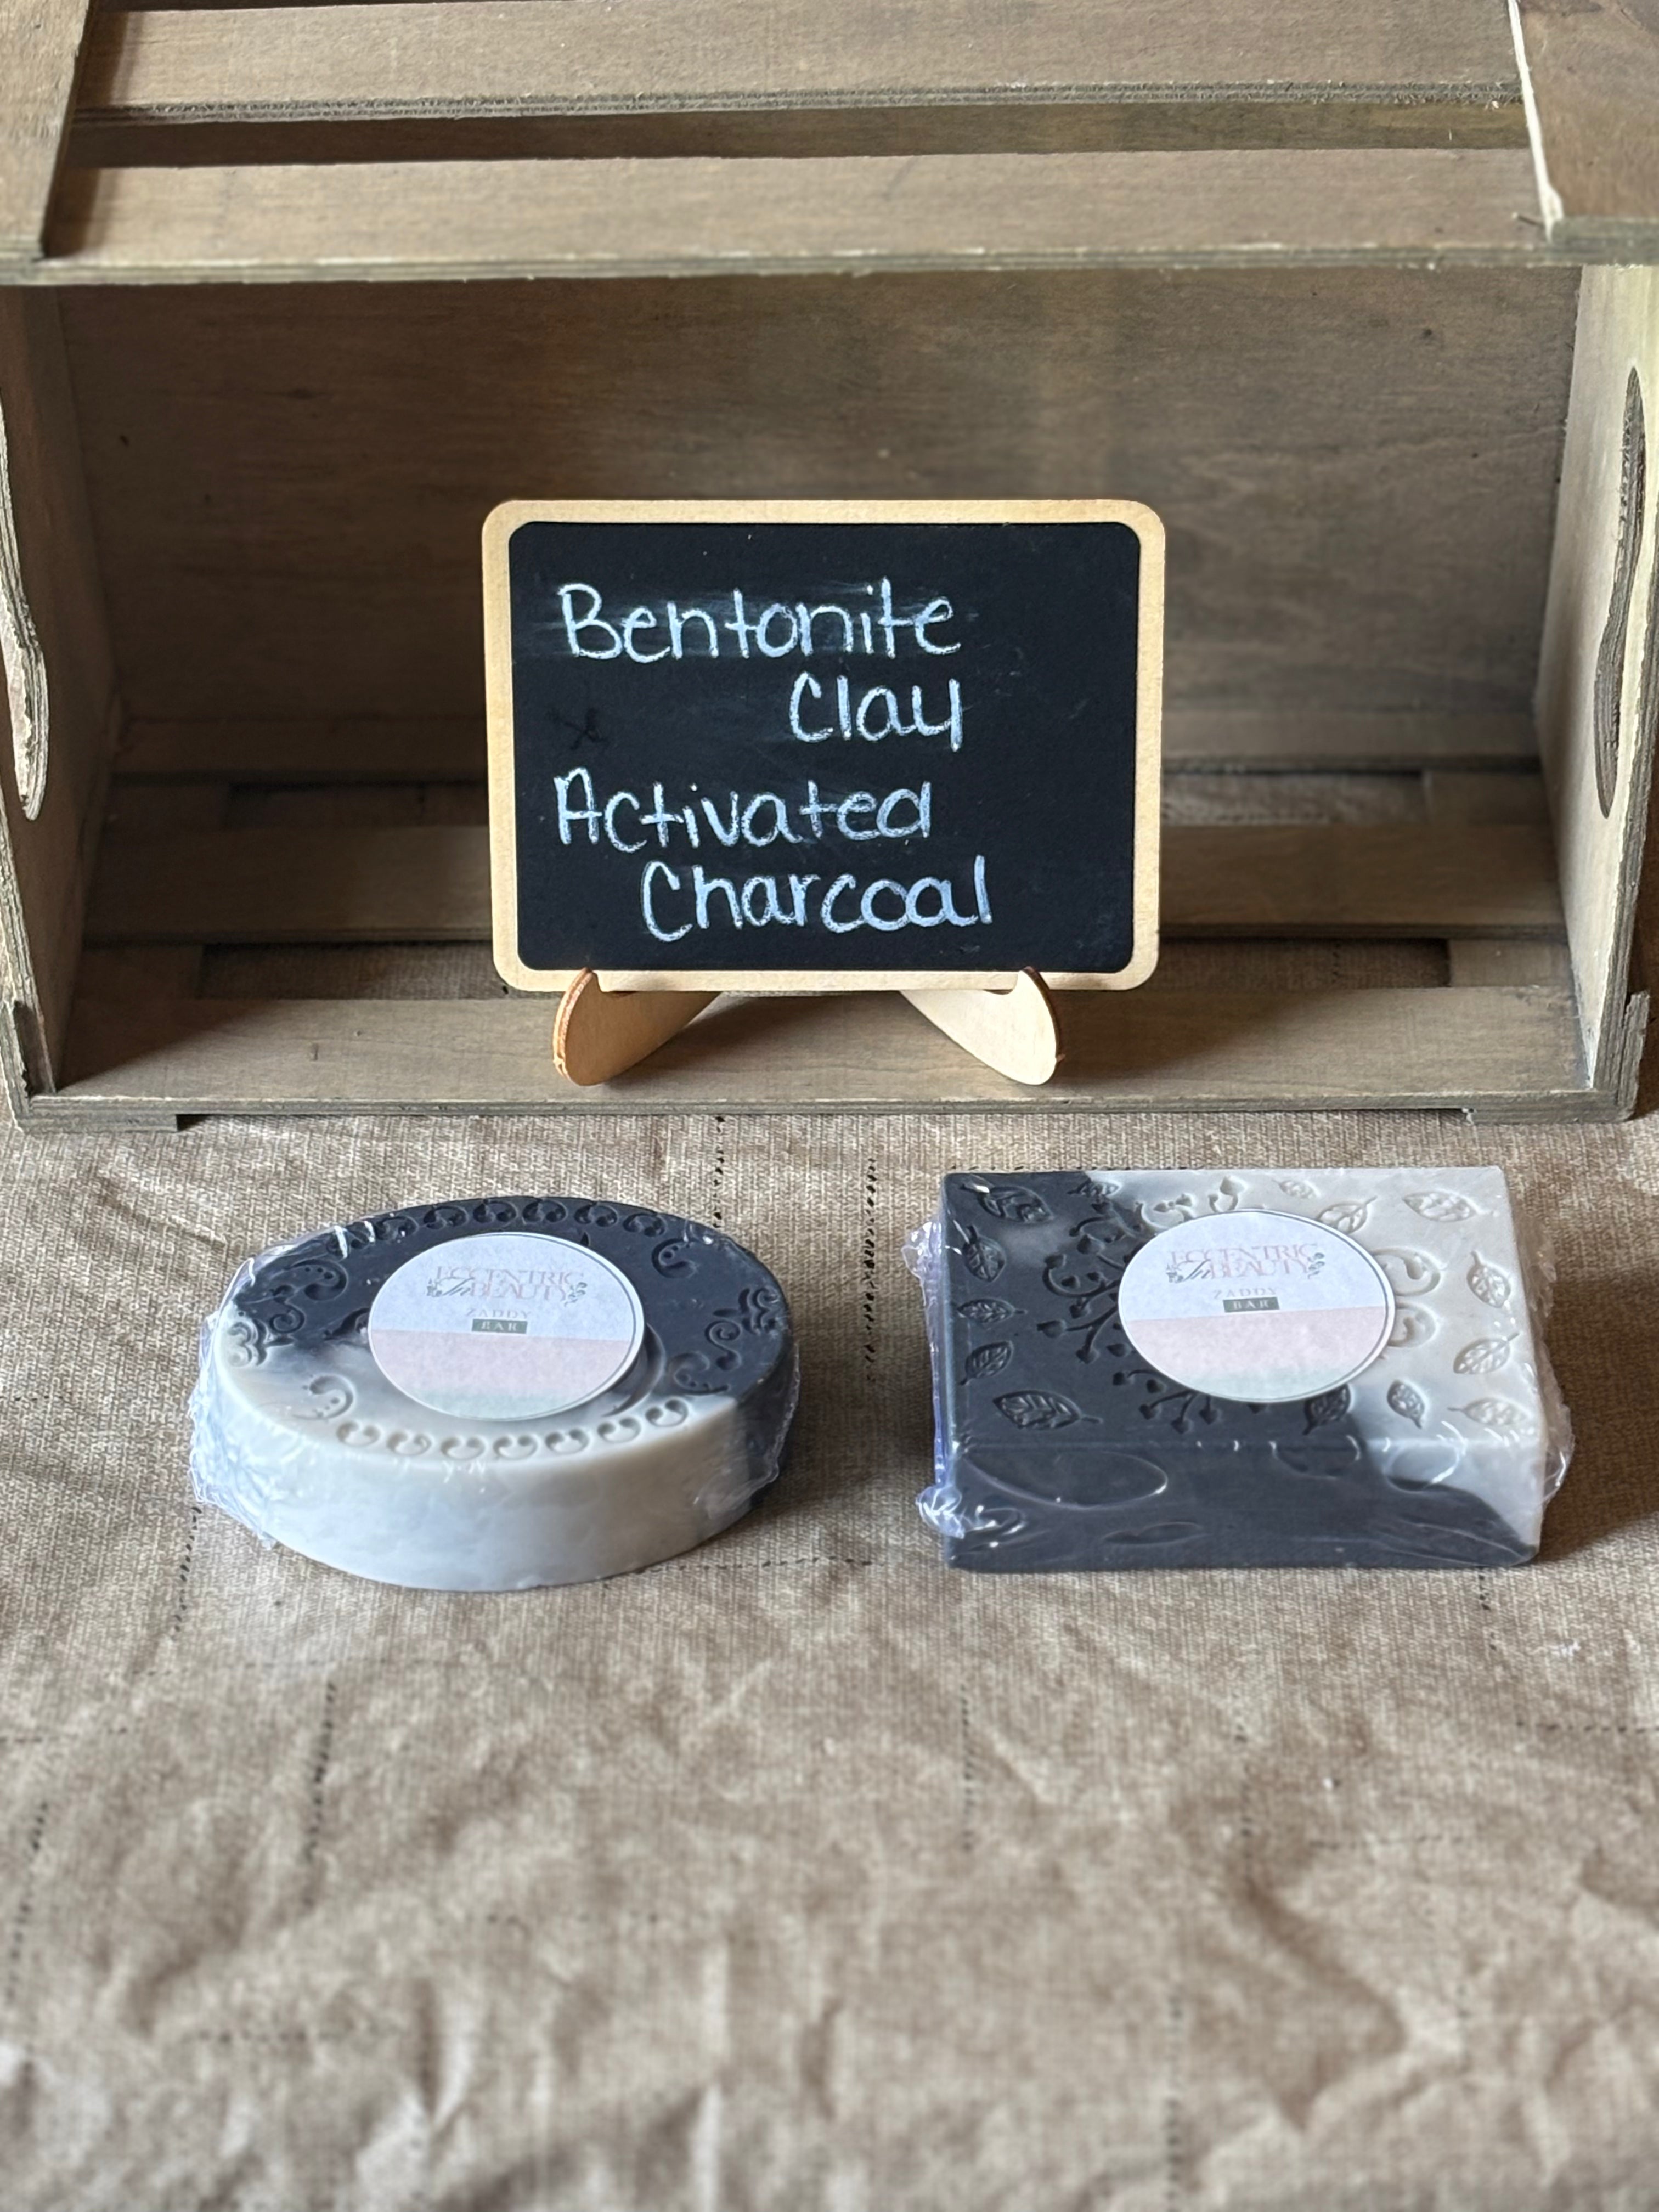 Bentonite
Clay
Activated
Charcoal
ECCENTRIC
BEAUTY
ZADDY
BAR
ECCENTRIC
BEAUTY
ZADDY
BAR